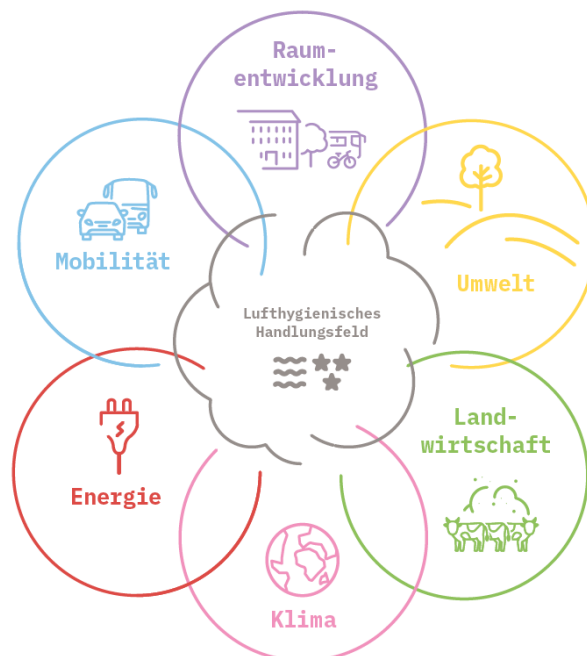 Raum-
entwicklung
Mobilität
Umwelt
Lufthygienisches
Handlungsfeld
Energie
Land-
wirtschaft
Klima